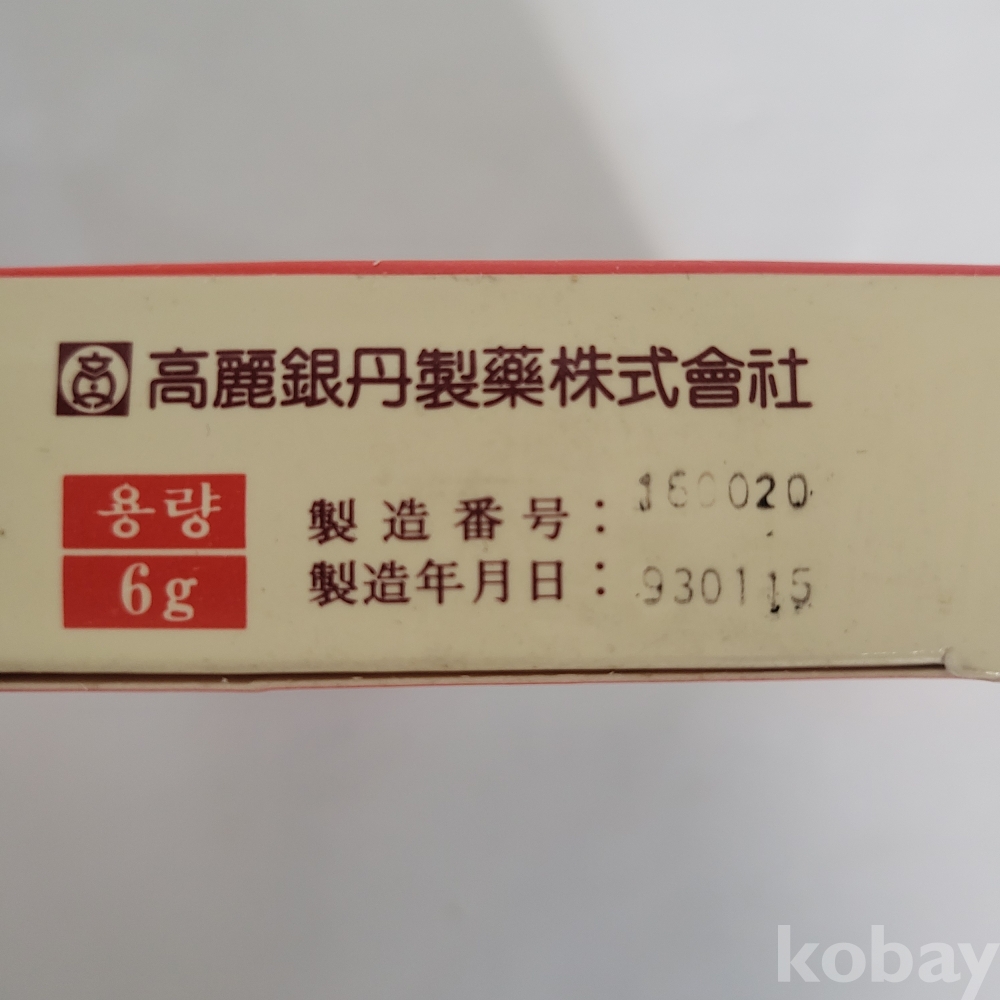 高麗銀丹製藥株式會社
용량
6g
製造番号: 160020
製造年月日: 930115
kobay